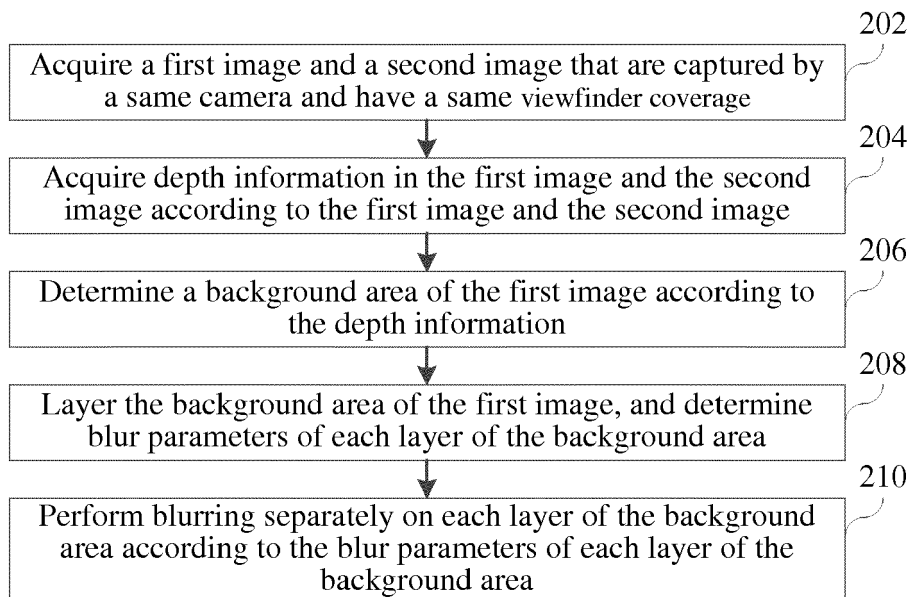 202
Acquire a first image and a second image that are captured by
a same camera and have a same viewfinder coverage
204
Acquire depth information in the first image and the second
image according to the first image and the second image
206
Determine a background area of the first image according to
the depth information
208
Layer the background area of the first image, and determine
blur parameters of each layer of the background area
210
Perform blurring separately on each layer of the background
area according to the blur parameters of each layer of the
background area